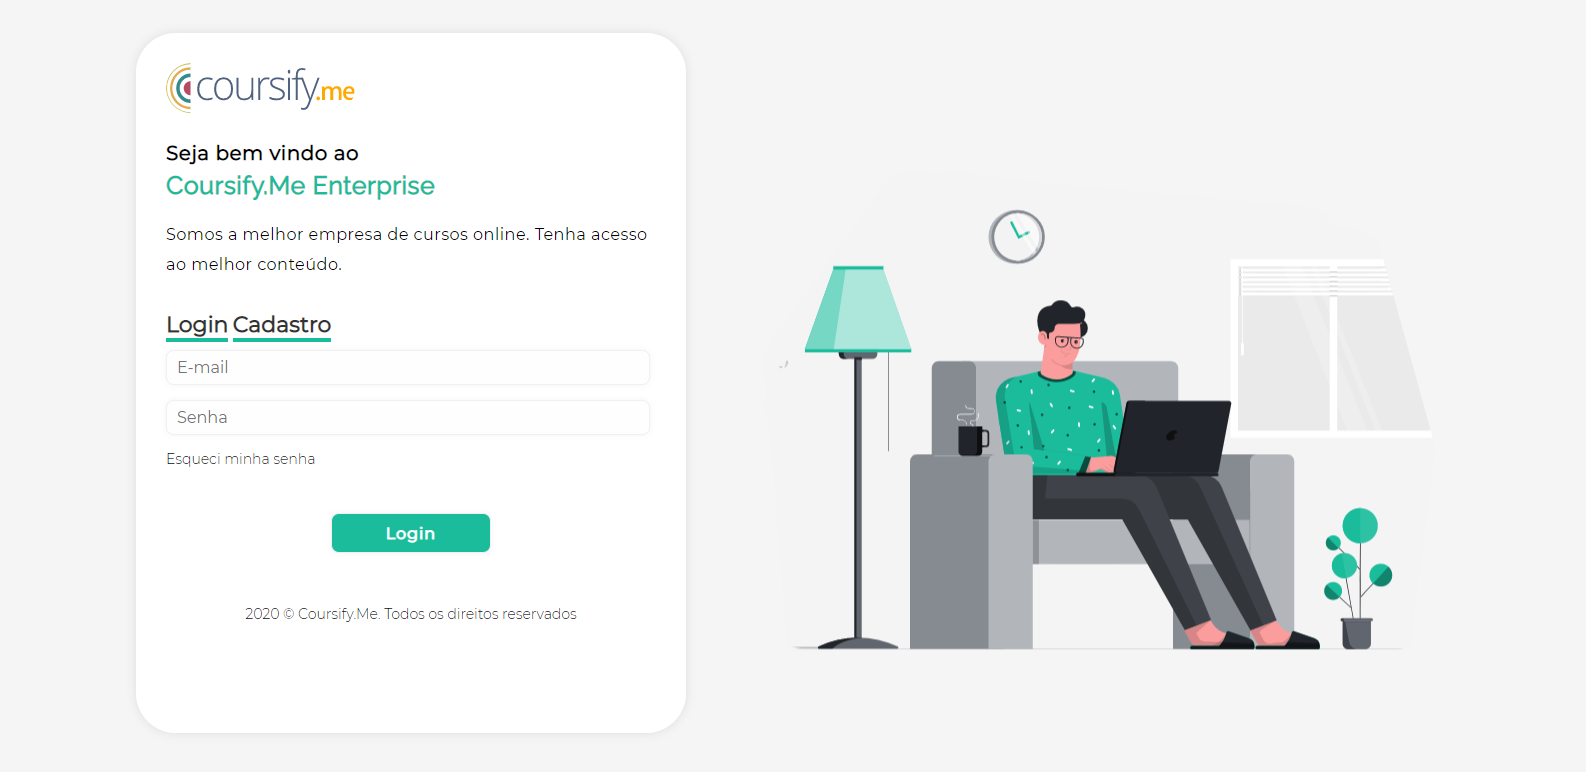 coursify.me
Seja bem vindo ao
Coursify.Me Enterprise
Somos a melhor empresa de cursos online. Tenha acesso
ao melhor conteúdo.
Login Cadastro
E-mail
Senha
Esqueci minha senha
Login
2020 © Coursify.Me. Todos os direitos reservados